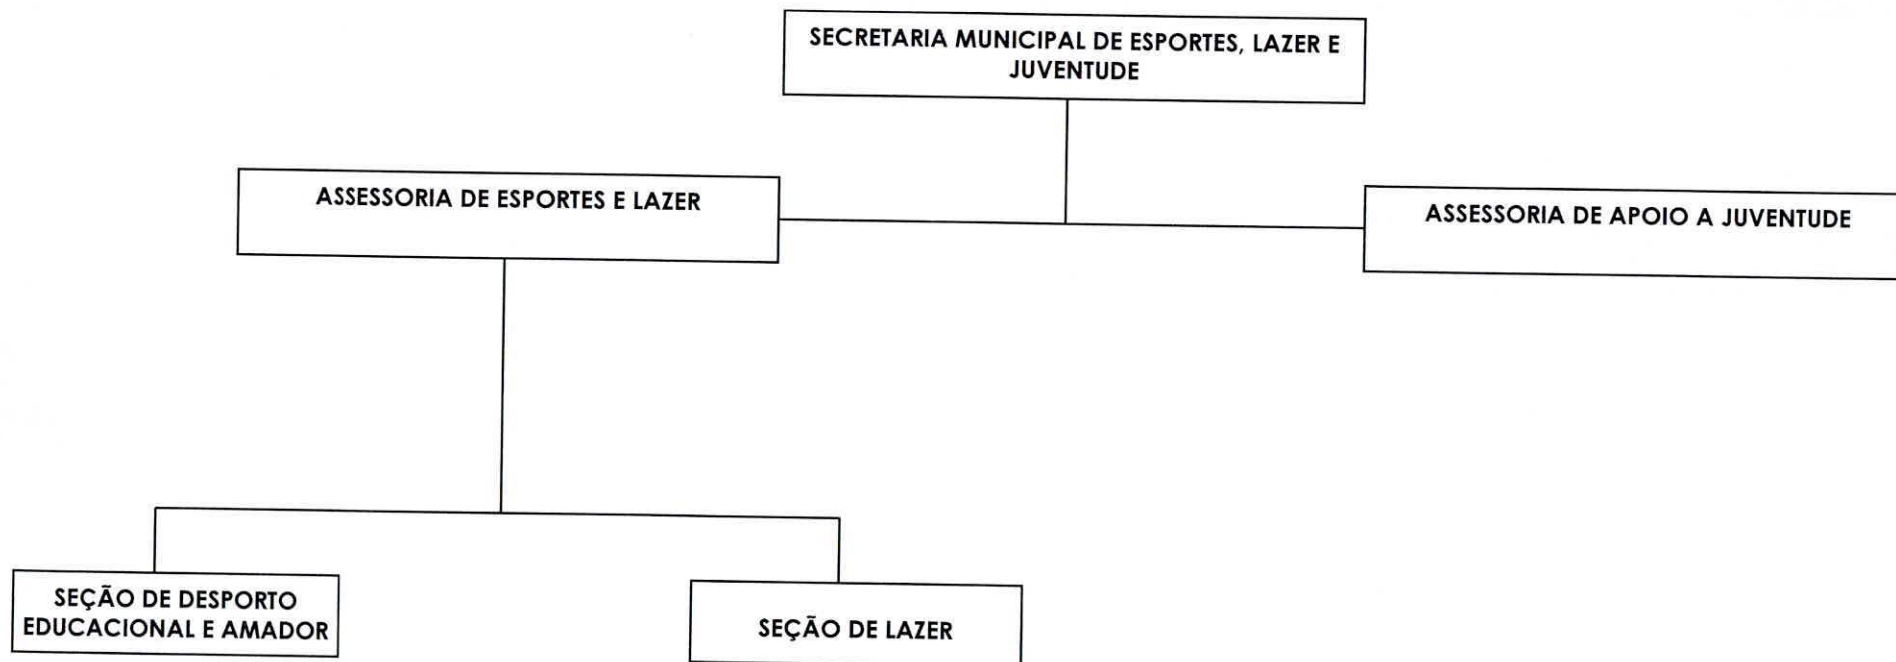 SECRETARIA MUNICIPAL DE ESPORTES, LAZER E
JUVENTUDE
ASSESSORIA DE ESPORTES E LAZER
ASSESSORIA DE APOIO A JUVENTUDE
SEÇÃO DE DESPORTO
EDUCACIONAL E AMADOR
SEÇÃO DE LAZER